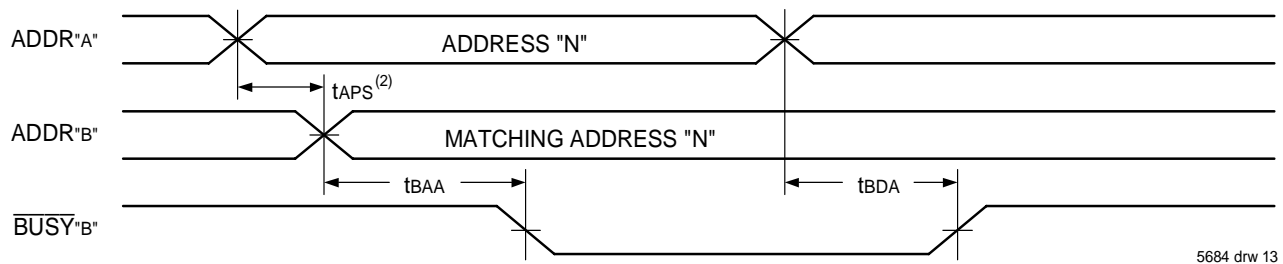 ADDR"A"
ADDRESS "N"
tAPS(2)
ADDR"B"
MATCHING ADDRESS "N"
tBAA
tBDA
BUSY"B"
5684 drw 13